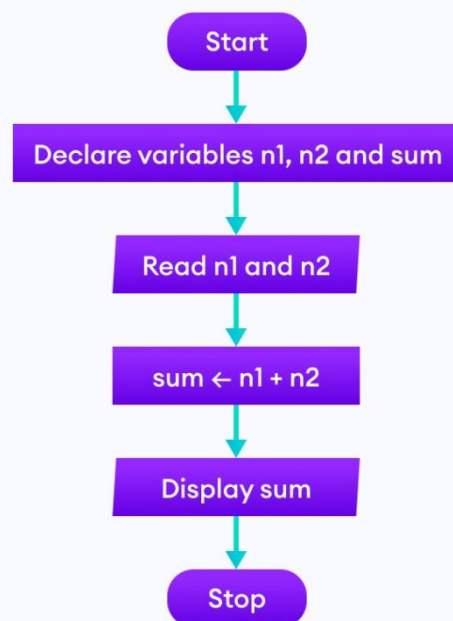 Start
Declare variables n1, n2 and sum
Read n1 and n2
sum ← n1 + n2
Display sum
Stop